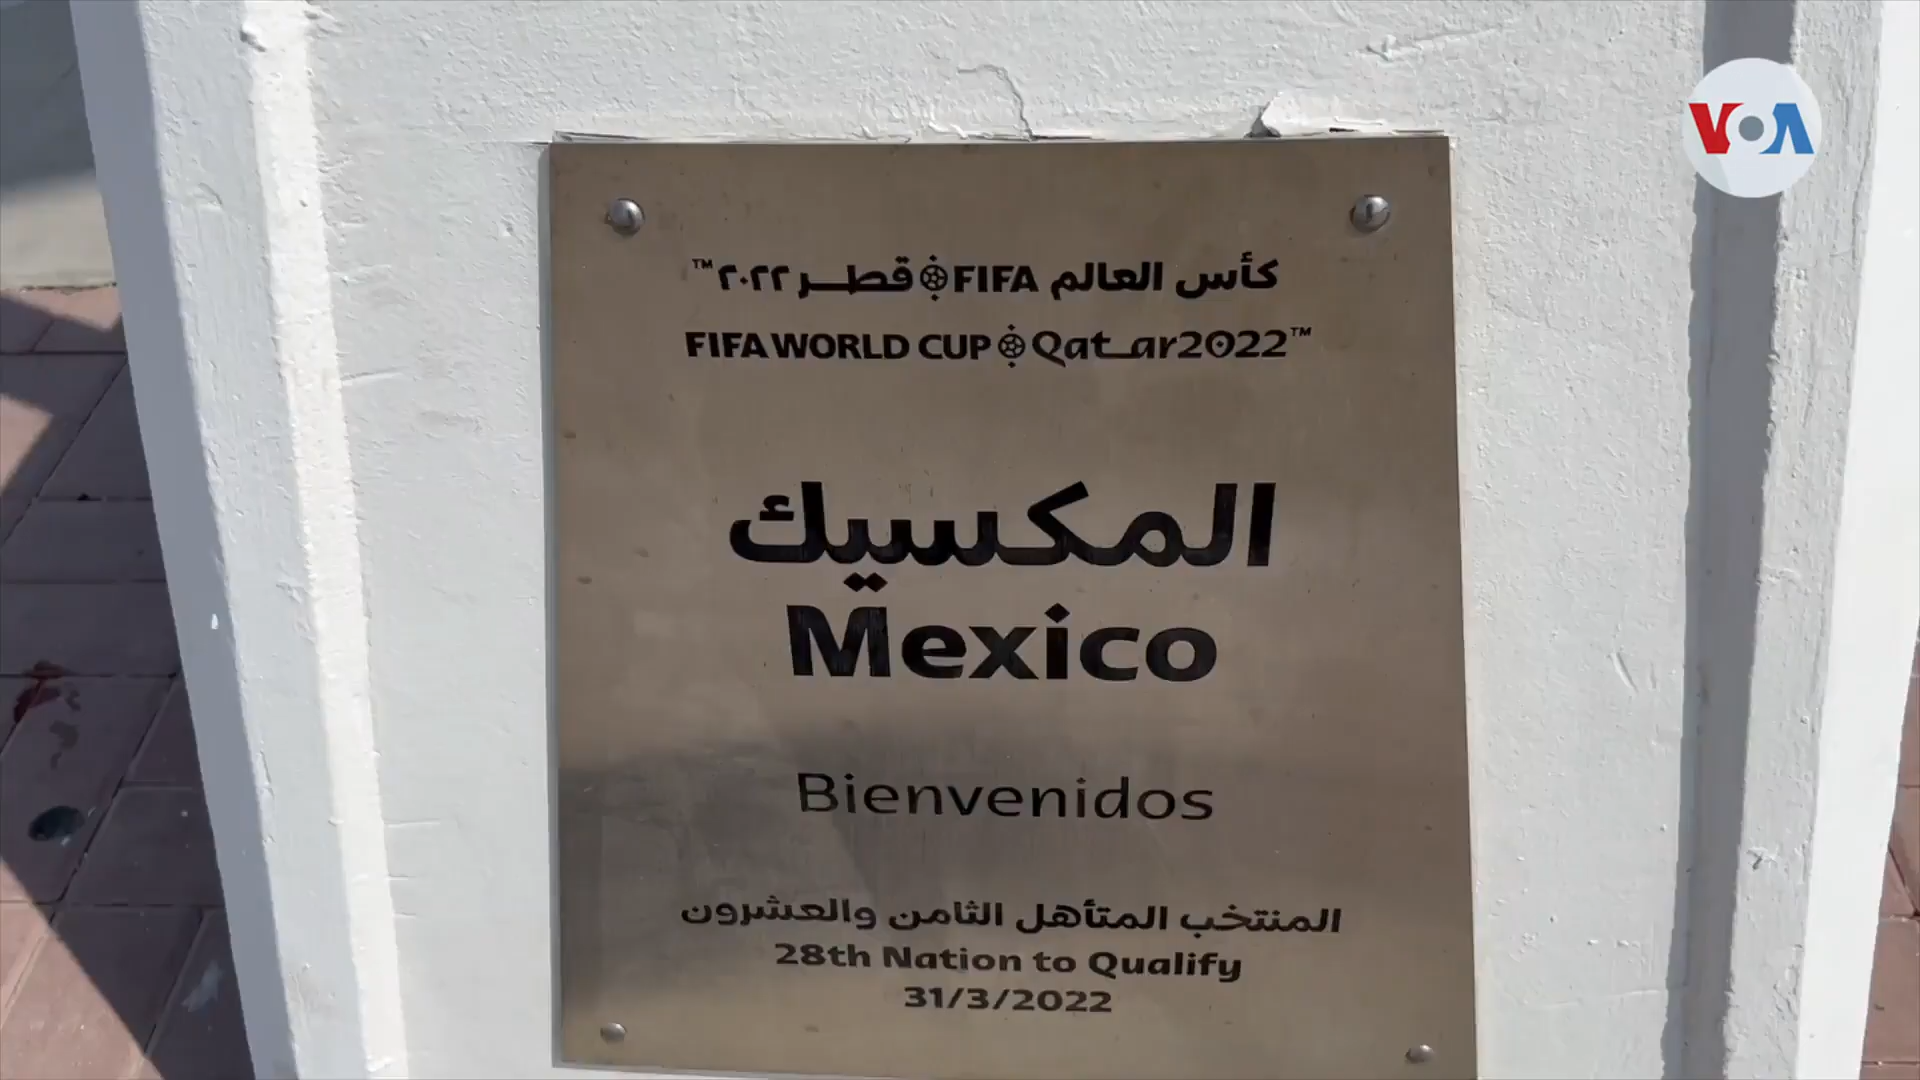 VOA
كأس العالم FIFA قطر ٢٠٢٢™
FIFA WORLD CUP Qatar2022™
المكسيك
Mexico
Bienvenidos
المنتخب المتأهل الثامن والعشرون
28th Nation to Qualify
31/3/2022